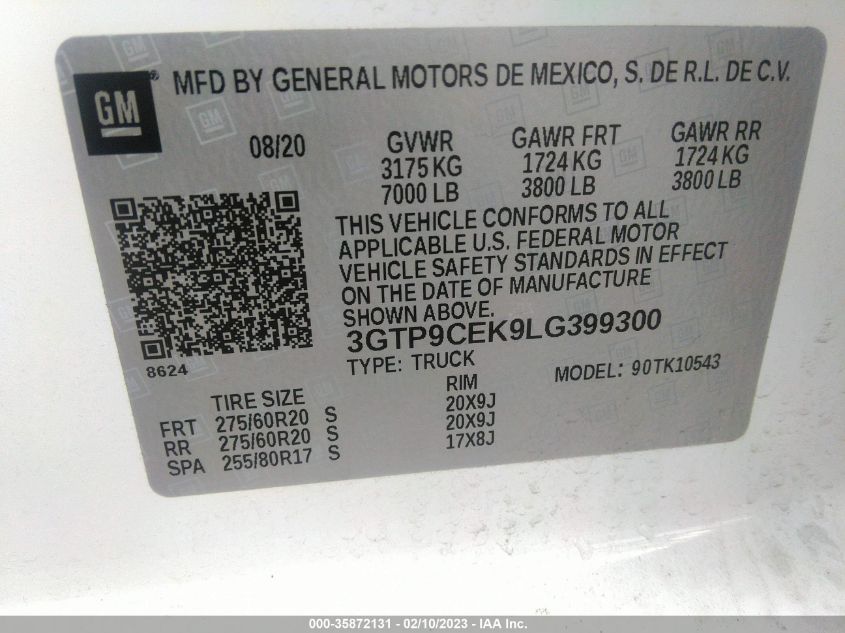 GM ®
MFD BY GENERAL MOTORS DE MEXICO, S. DE R.L. DE C.V.
08/20 GVWR GAWR FRT GAWR RR
3175 KG 1724 KG 1724 KG
7000 LB 3800 LB 3800 LB
THIS VEHICLE CONFORMS TO ALL
APPLICABLE U.S. FEDERAL MOTOR
VEHICLE SAFETY STANDARDS IN EFFECT
ON THE DATE OF MANUFACTURE
SHOWN ABOVE.
3GTP9CEK9LG399300
8624
TYPE: TRUCK MODEL: 90TK10543
TIRE SIZE RIM
FRT 275/60R20 S 20X9J
RR 275/60R20 S 20X9J
SPA 255/80R17 S 17X8J
000-35872131 - 02/10/2023 - IAA Inc.